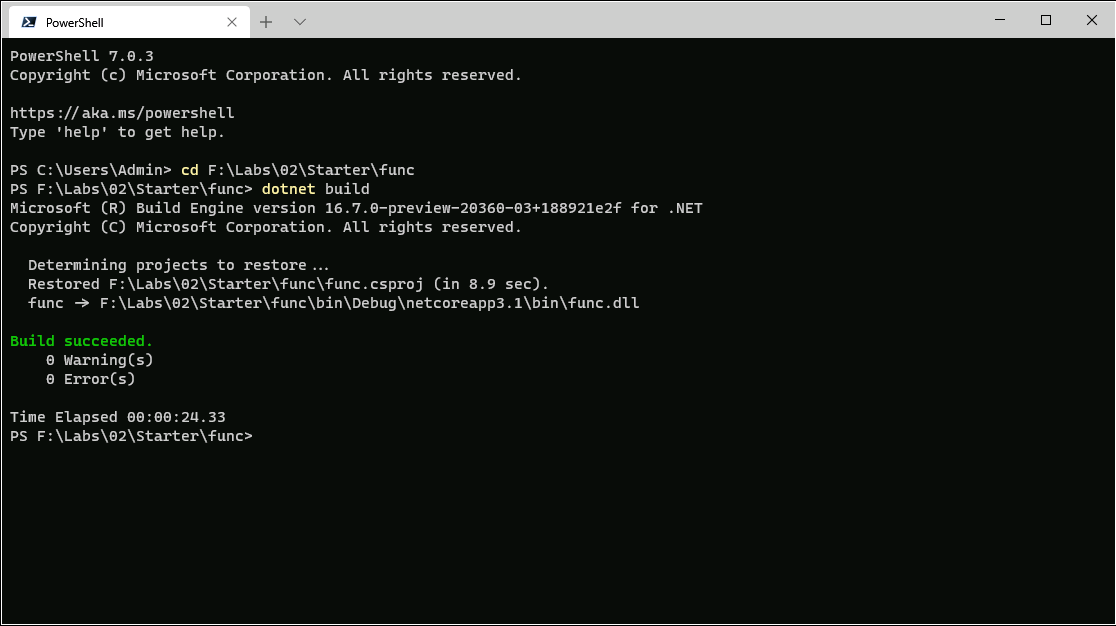 PowerShell
PowerShell 7.0.3
Copyright (c) Microsoft Corporation. All rights reserved.
https://aka.ms/powershell
Type 'help' to get help.
PS C:\Users\Admin> cd F:\Labs\02\Starter\func
PS F:\Labs\02\Starter\func> dotnet build
Microsoft (R) Build Engine version 16.7.0-preview-20360-03+188921e2f for .NET
Copyright (C) Microsoft Corporation. All rights reserved.
Determining projects to restore...
Restored F:\Labs\02\Starter\func\func.csproj (in 8.9 sec).
func -> F:\Labs\02\Starter\func\bin\Debug\netcoreapp3.1\bin\func.dll
Build succeeded.
0 Warning(s)
0 Error(s)
Time Elapsed 00:00:24.33
PS F:\Labs\02\Starter\func>